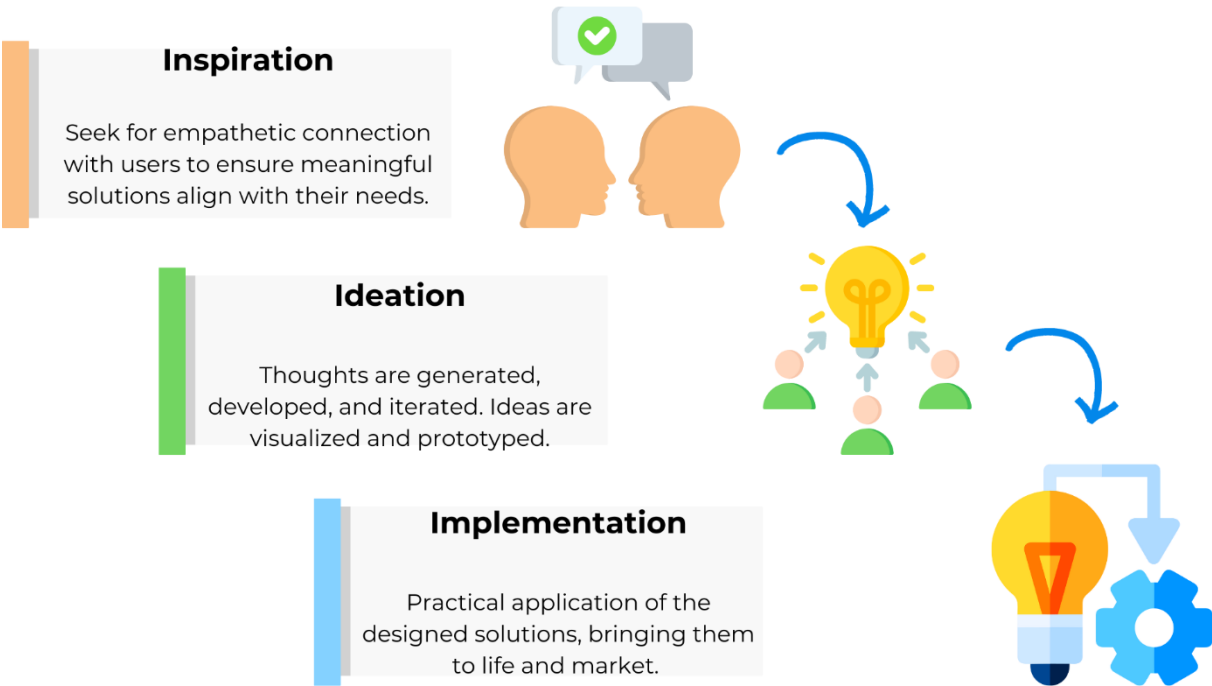 Inspiration
Seek for empathetic connection
with users to ensure meaningful
solutions align with their needs.
Ideation
Thoughts are generated,
developed, and iterated. Ideas are
visualized and prototyped.
Implementation
Practical application of the
designed solutions, bringing them
to life and market.